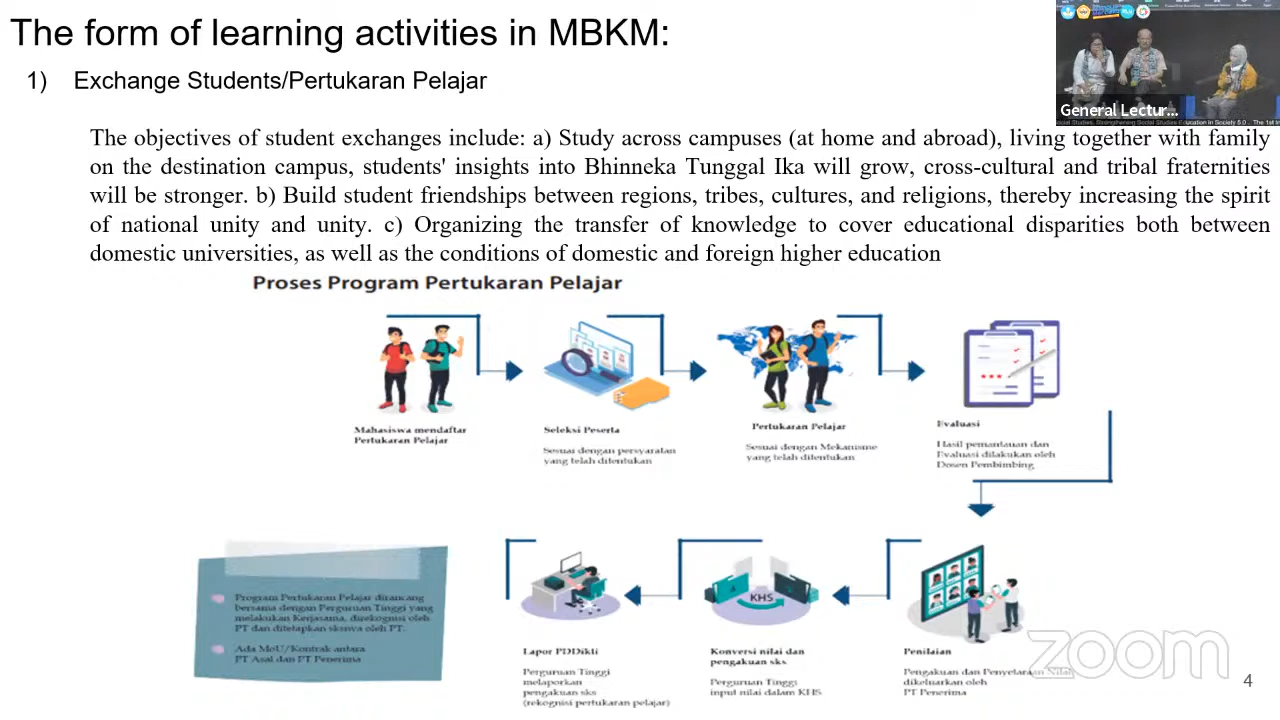 The form of learning activities in MBKM:
1) Exchange Students/Pertukaran Pelajar
General Lectur...
The objectives of student exchanges include: a) Study across campuses (at home and abroad), living together with family
on the destination campus, students' insights into Bhinneka Tunggal Ika will grow, cross-cultural and tribal fraternities
will be stronger. b) Build student friendships between regions, tribes, cultures, and religions, thereby increasing the spirit
of national unity and unity. c) Organizing the transfer of knowledge to cover educational disparities both between
domestic universities, as well as the conditions of domestic and foreign higher education
Proses Program Pertukaran Pelajar
Mahasiswa mendaftar
Pertukaran Pelajar
Seleksi Peserta
Sesuai dengan persyaratan
yang telah ditentukan
Pertukaran Pelajar
Sesuai dengan Mekanisme
yang telah ditentukan
Evaluasi
Hasil pemantauan dan
Evaluasi dilakukan oleh
Dosen Pembimbing
Program Pertukaran Pelajar dirancang
bersama dengan Perguruan Tinggi yang
melakukan Kerjasama, direkognisi oleh
PT dan ditetapkan sksnya oleh PT.
Ada MoU/Kontrak antara
PT Asal dan PT Penerima
Lapor PDDikti
Perguruan Tinggi
melaporkan
pengakuan sks
(rekognisi pertukaran pelajar)
KHS
Konversi nilai dan
pengakuan sks
Perguruan Tinggi
input nilai dalam KHS
Penilaian
Pengakuan dan Penyetaraan Nilai
dikeluarkan oleh
PT Penerima
zoom
4